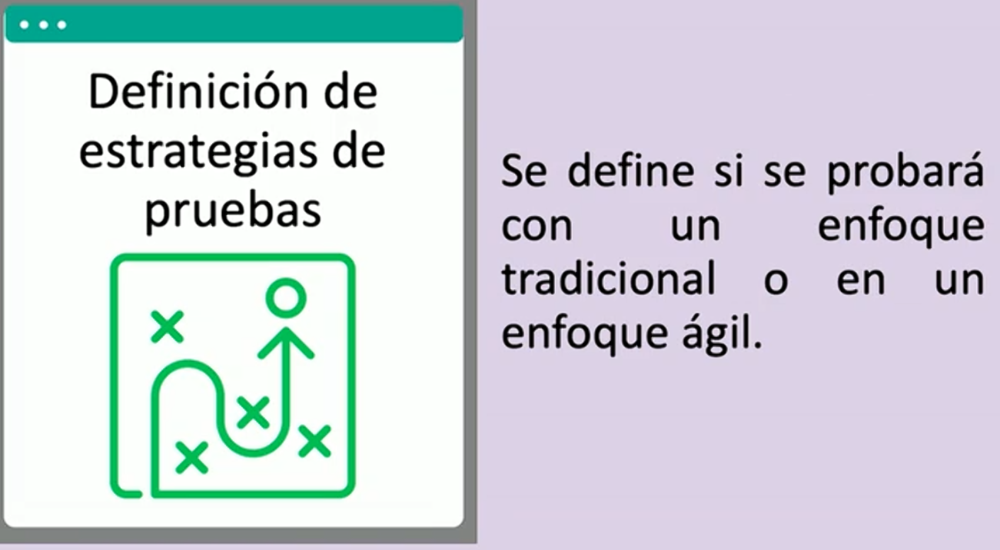 Definición de
estrategias de
pruebas
Se define si se probará
con un enfoque
tradicional o en un
enfoque ágil.